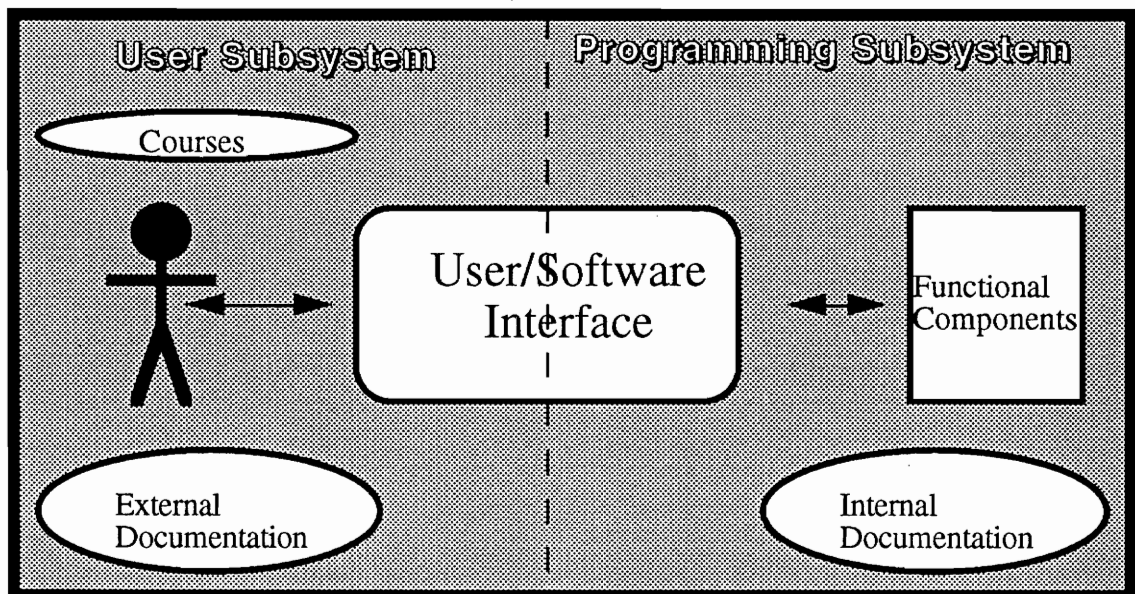 User Subsystem
Programming Subsystem
Courses
User/Software
Interface
Functional
Components
External
Documentation
Internal
Documentation